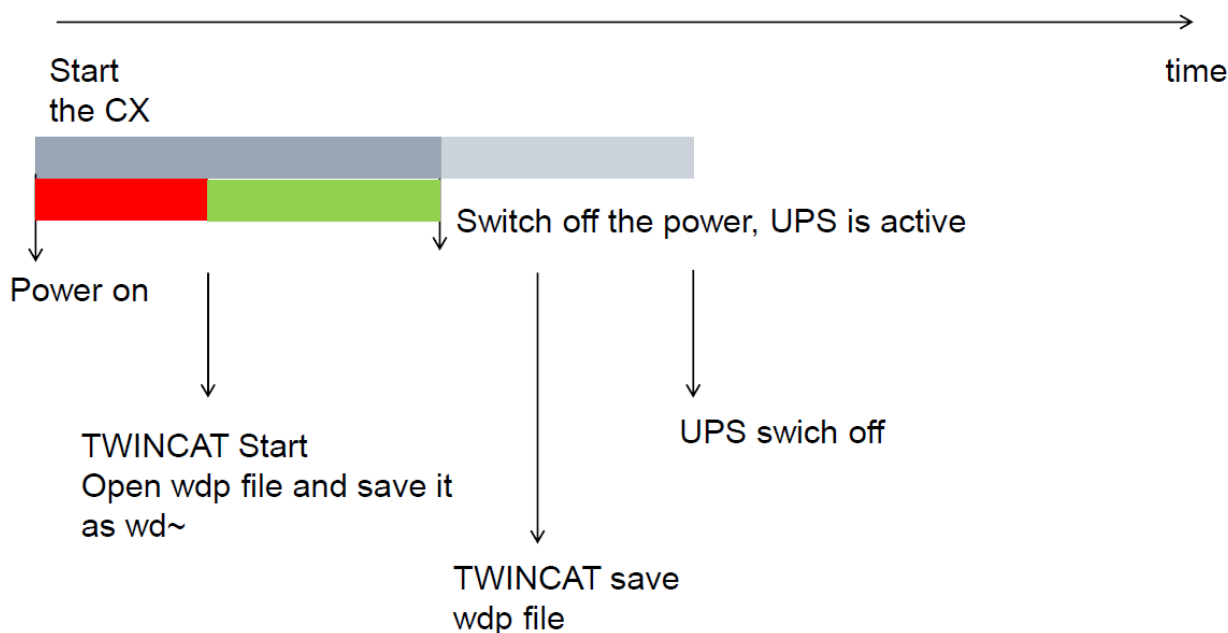 Start
the CX
time
Switch off the power, UPS is active
Power on
TWINCAT Start
Open wdp file and save it
as wd~
UPS swich off
TWINCAT save
wdp file